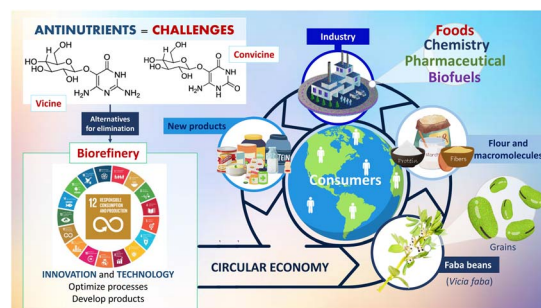 ANTINUTRIENTS = CHALLENGES
Vicine
Convicine
Alternatives
for elimination
Biorefinery
12 RESPONSIBLE
CONSUMPTION
AND PRODUCTION
INNOVATION and TECHNOLOGY
Optimize processes
Develop products
Industry
Foods
Chemistry
Pharmaceutical
Biofuels
New products
Consumers
Proteins
Fibers
Flour and
macromolecules
Grains
Faba beans
(Vicia faba)
CIRCULAR ECONOMY